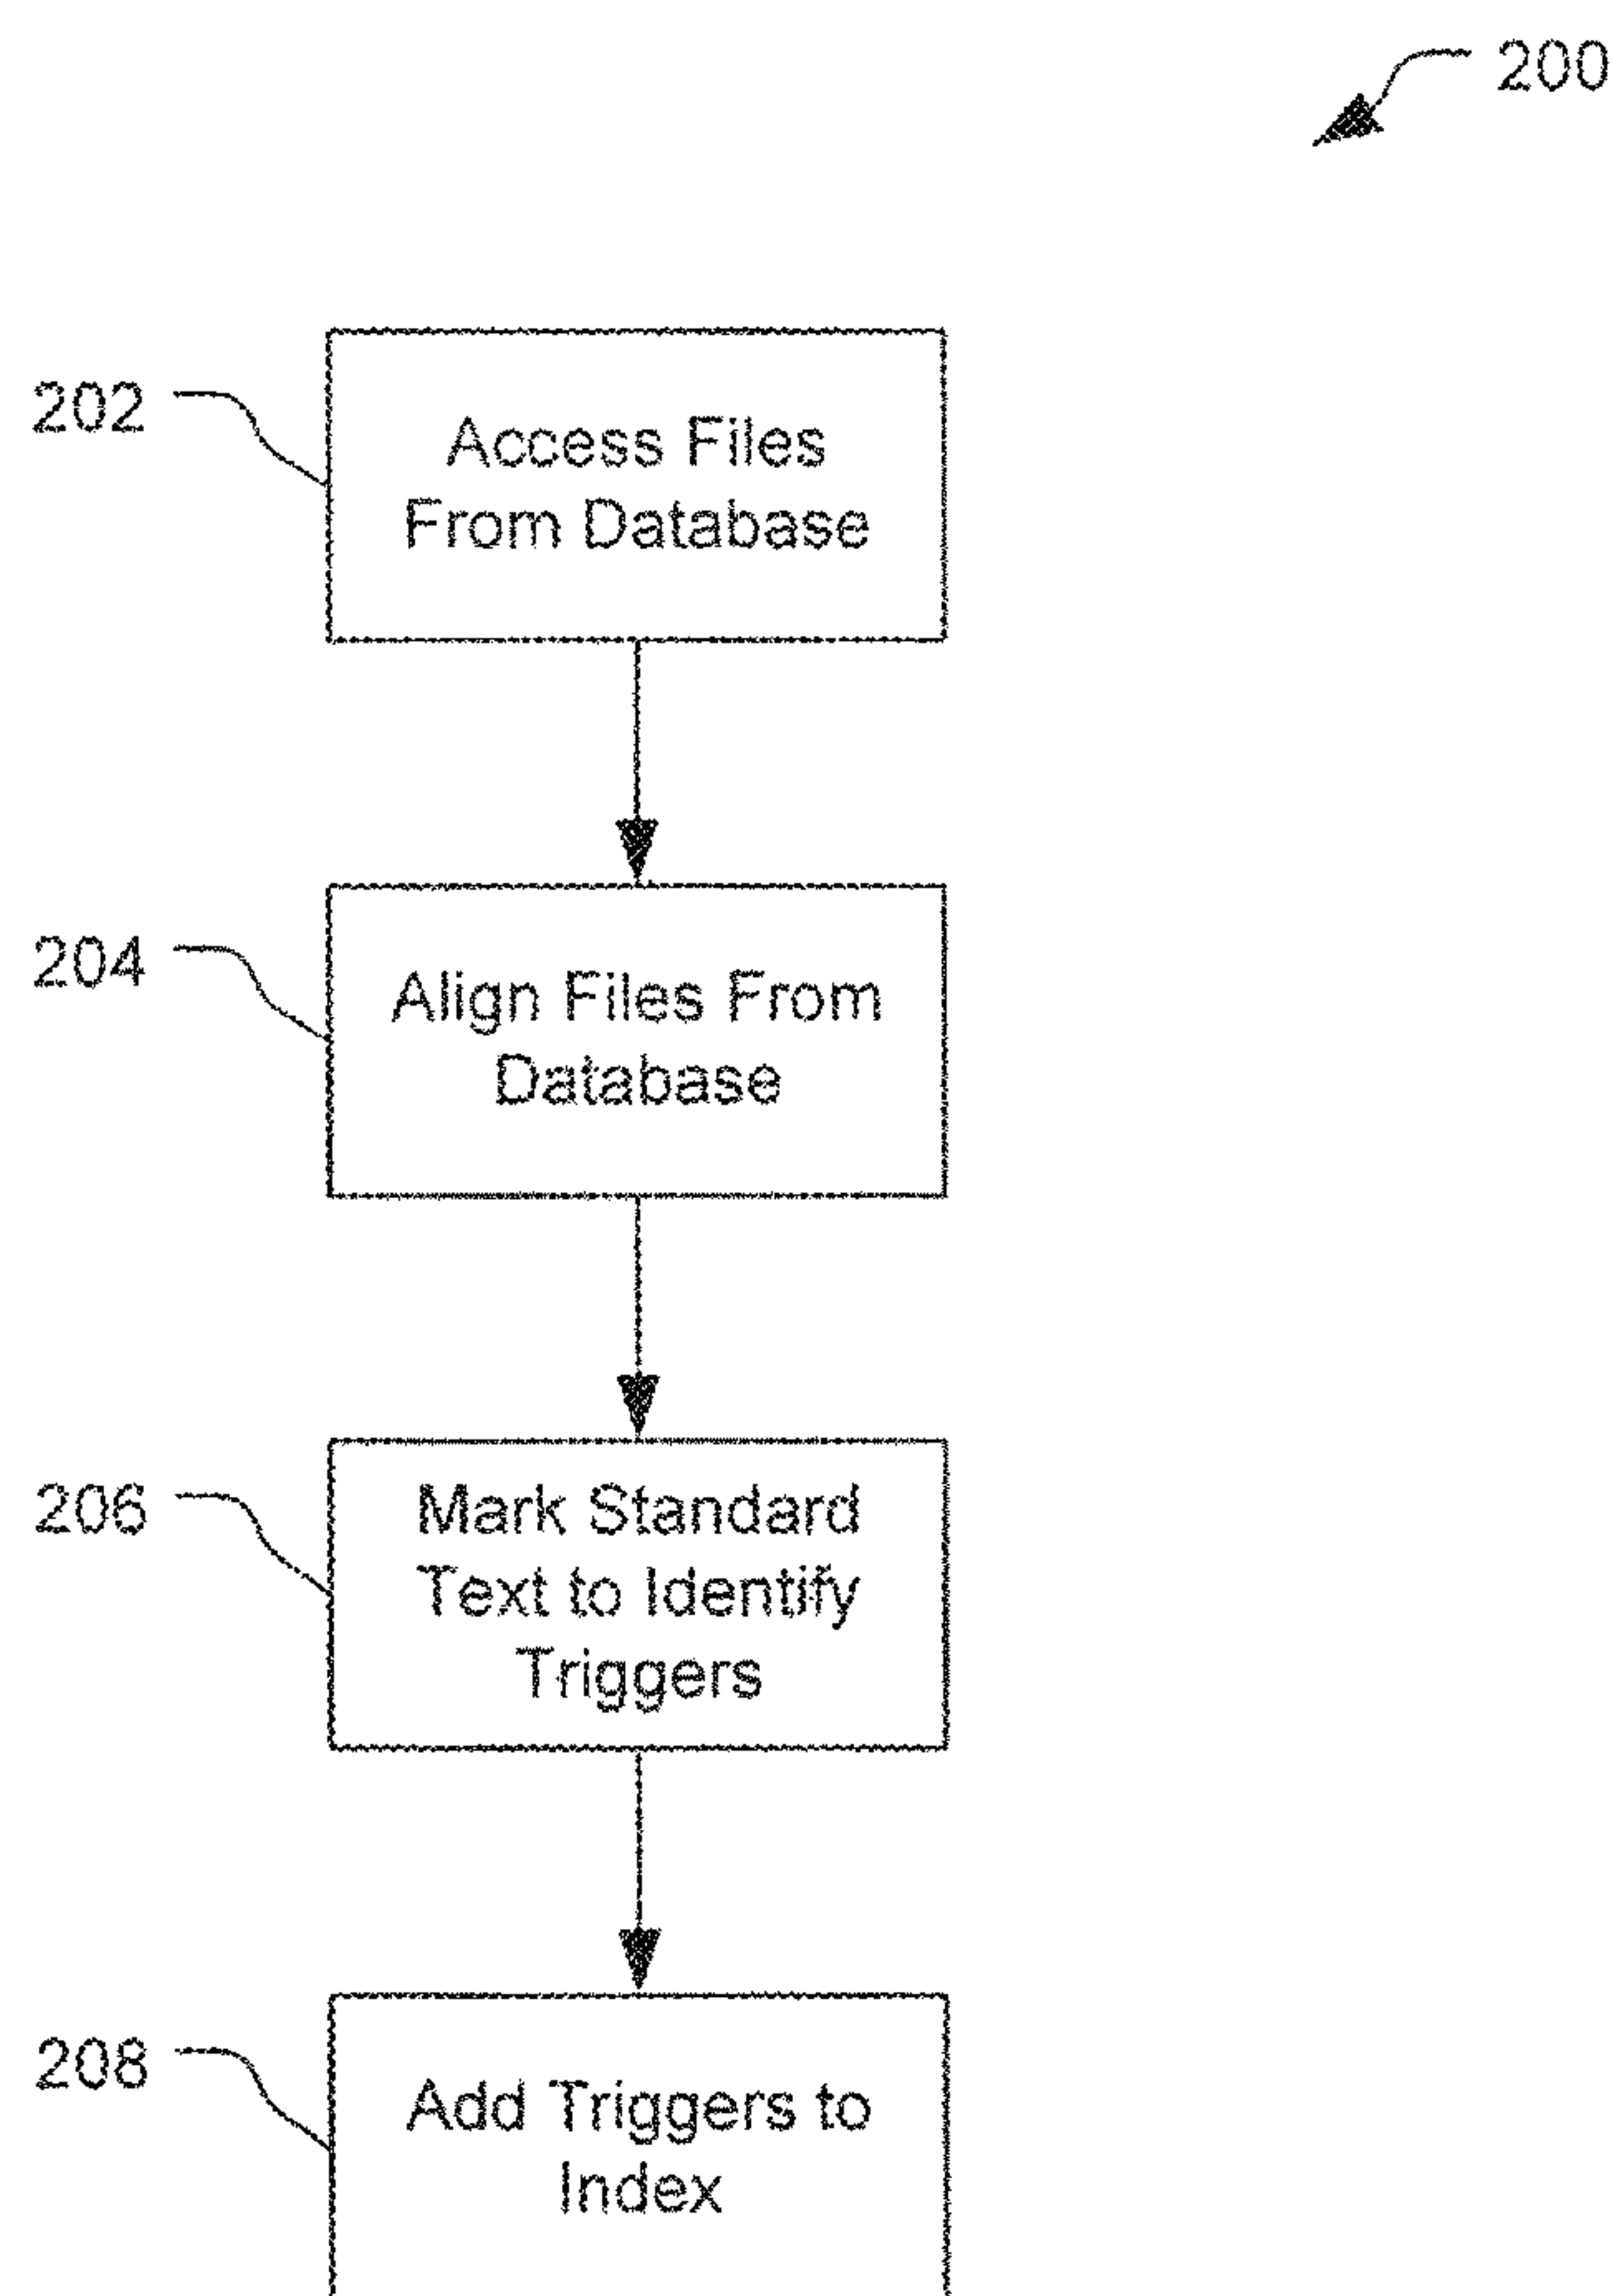 200
202
Access Files
From Database
204
Align Files From
Database
206
Mark Standard
Text to Identify
Triggers
208
Add Triggers to
Index